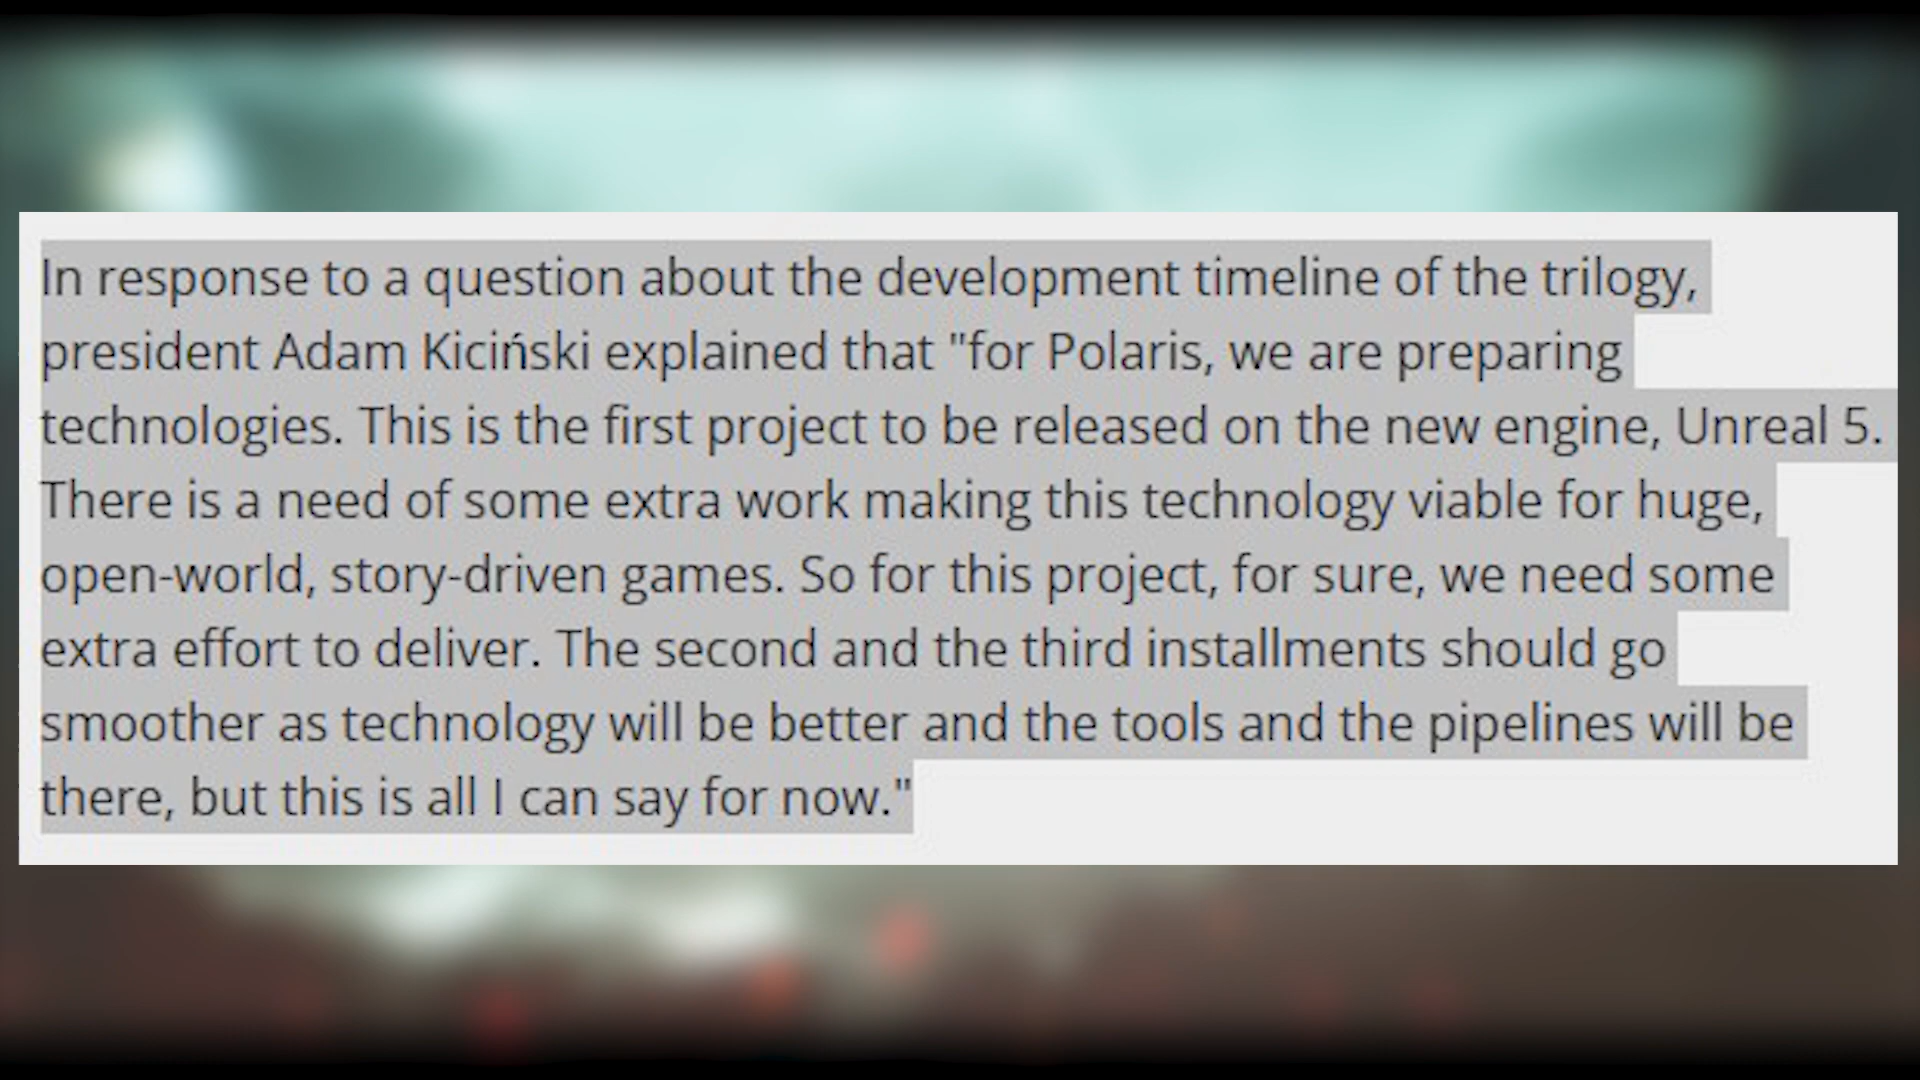 In response to a question about the development timeline of the trilogy,
president Adam Kiciński explained that "for Polaris, we are preparing
technologies. This is the first project to be released on the new engine, Unreal 5.
There is a need of some extra work making this technology viable for huge,
open-world, story-driven games. So for this project, for sure, we need some
extra effort to deliver. The second and the third installments should go
smoother as technology will be better and the tools and the pipelines will be
there, but this is all I can say for now."